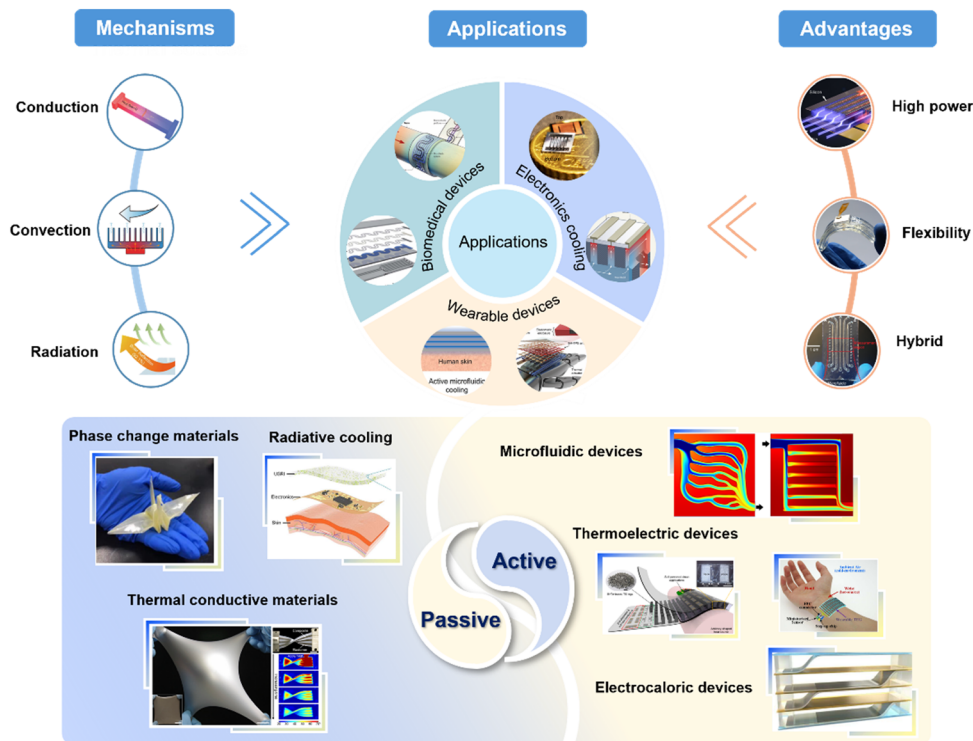 Mechanisms
Applications
Advantages
Conduction
Convection
Radiation
Biomedical devices
Electronics cooling
Applications
Wearable devices
Human skin
Active microfluidic
cooling
High power
Flexibility
Hybrid
Phase change materials
Radiative cooling
Electronics
Skin
Thermal conductive materials
Passive
Active
Microfluidic devices
Thermoelectric devices
Electrocaloric devices